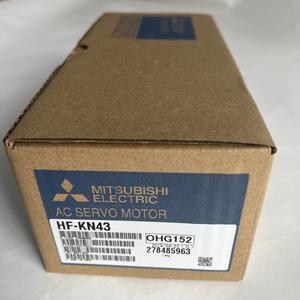 MITSUBISHI
ELECTRIC
AC SERVO MOTOR
HF-KN43
OHG152
278485963